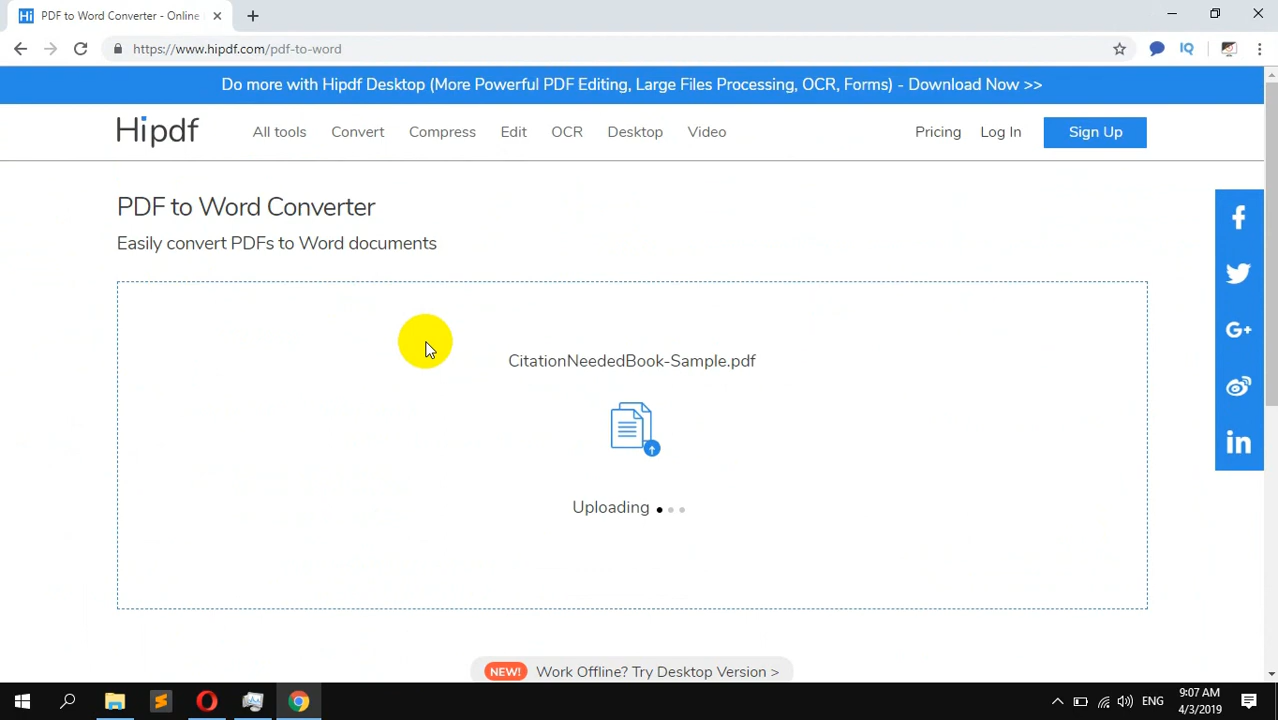 PDF to Word Converter - Online
https://www.hipdf.com/pdf-to-word
IQ
Do more with Hipdf Desktop (More Powerful PDF Editing, Large Files Processing, OCR, Forms) - Download Now >>
Hipdf All tools Convert Compress Edit OCR Desktop Video Pricing Log In Sign Up
PDF to Word Converter
Easily convert PDFs to Word documents
CitationNeededBook-Sample.pdf
Uploading
NEW! Work Offline? Try Desktop Version >
ENG
9:07 AM
4/3/2019